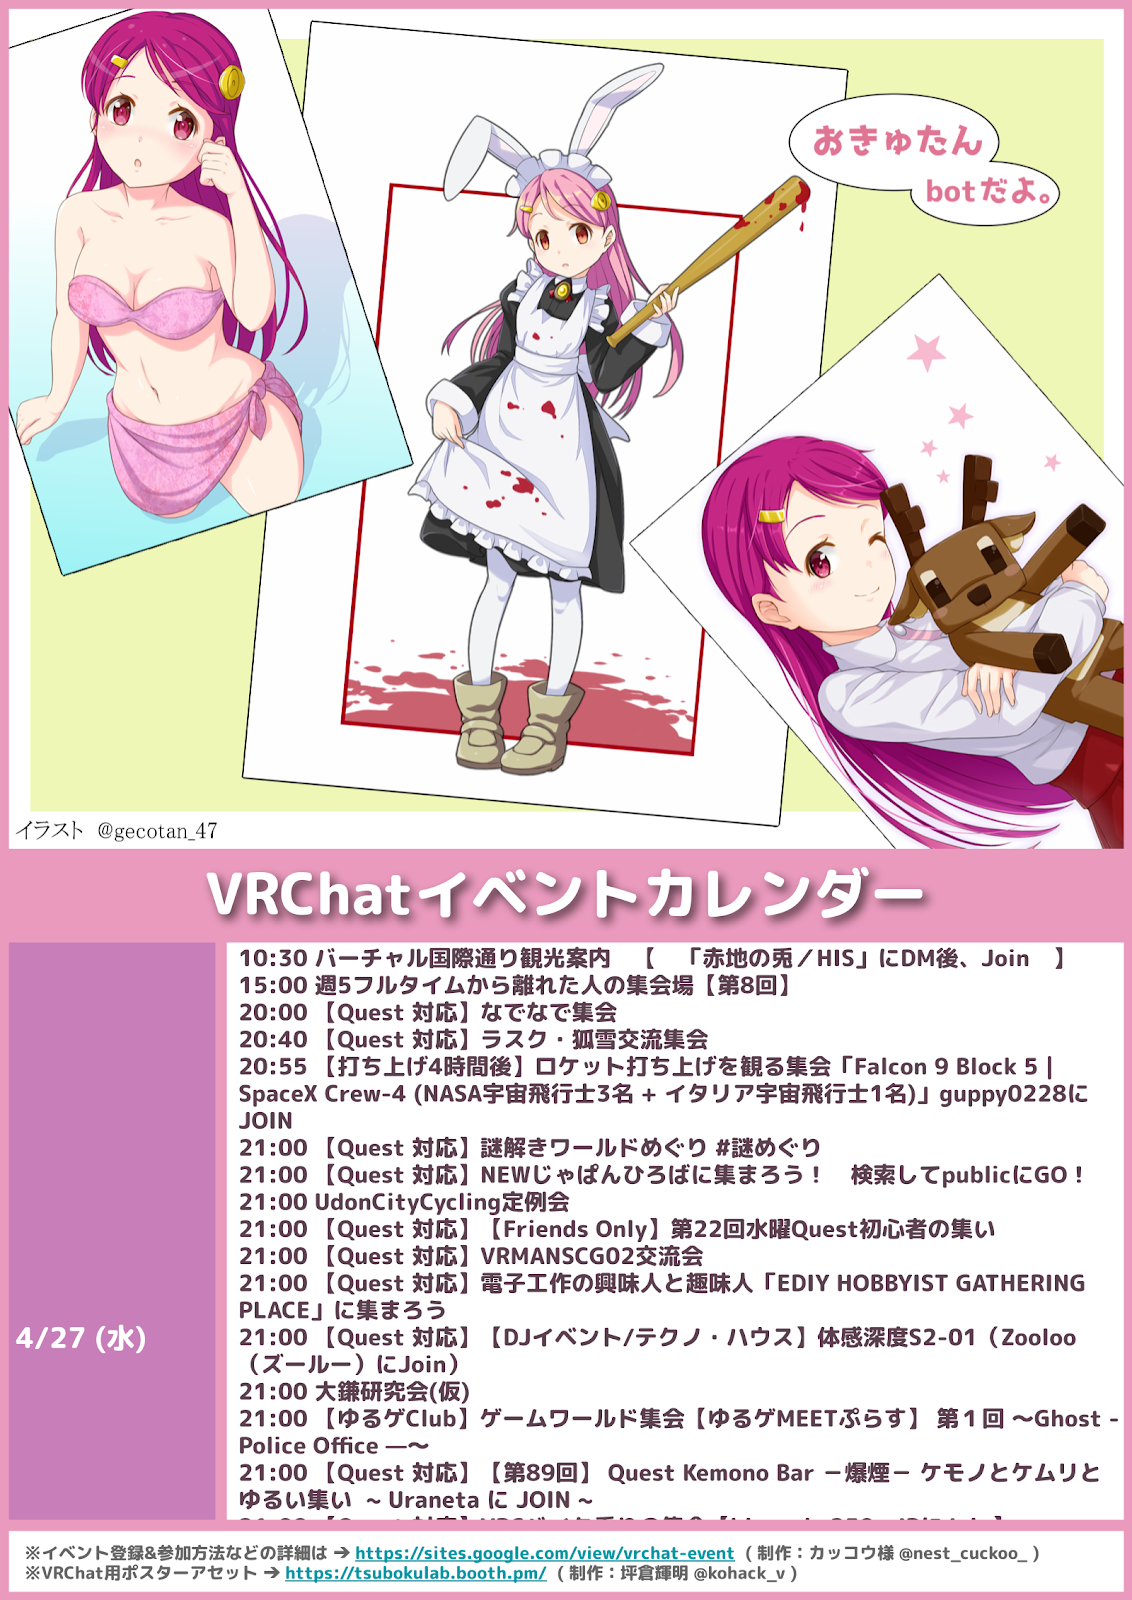 おきゅたん
botだよ。
イラスト @gecotan_47
VRChatイベントカレンダー
4/27 (水)
10:30 バーチャル国際通り観光案内 【 「赤地の兎／HIS」にDM後、Join 】
15:00 週5フルタイムから離れた人の集会場【第8回】
20:00 【Quest 対応】なでなで集会
20:40 【Quest 対応】ラスク・狐雪交流集会
20:55 【打ち上げ4時間後】ロケット打ち上げを観る集会「Falcon 9 Block 5 |
SpaceX Crew-4 (NASA宇宙飛行士3名 + イタリア宇宙飛行士1名)」guppy0228に
JOIN
21:00 【Quest 対応】謎解きワールドめぐり #謎めぐり
21:00 【Quest 対応】NEWじゃぱんひろばに集まろう！ 検索してpublicにGO！
21:00 UdonCityCycling定例会
21:00 【Quest 対応】【Friends Only】第22回水曜Quest初心者の集い
21:00 【Quest 対応】VRMANSCG02交流会
21:00 【Quest 対応】電子工作の興味人と趣味人「EDIY HOBBYIST GATHERING
PLACE」に集まろう
21:00 【Quest 対応】【DJイベント/テクノ・ハウス】体感深度S2-01（Zooloo
（ズールー）にJoin）
21:00 大鎌研究会(仮)
21:00 【ゆるゲClub】ゲームワールド集会【ゆるゲMEETぷらす】 第１回 〜Ghost -
Police Office —〜
21:00 【Quest 対応】【第89回】 Quest Kemono Bar －爆煙－ ケモノとケムリと
ゆるい集い ~ Uraneta に JOIN ~
※イベント登録&参加方法などの詳細は → https://sites.google.com/view/vrchat-event ( 制作：カッコウ様 @nest_cuckoo_ )
※VRChat用ポスターアセット → https://tsubokulab.booth.pm/ ( 制作：坪倉輝明 @kohack_v )